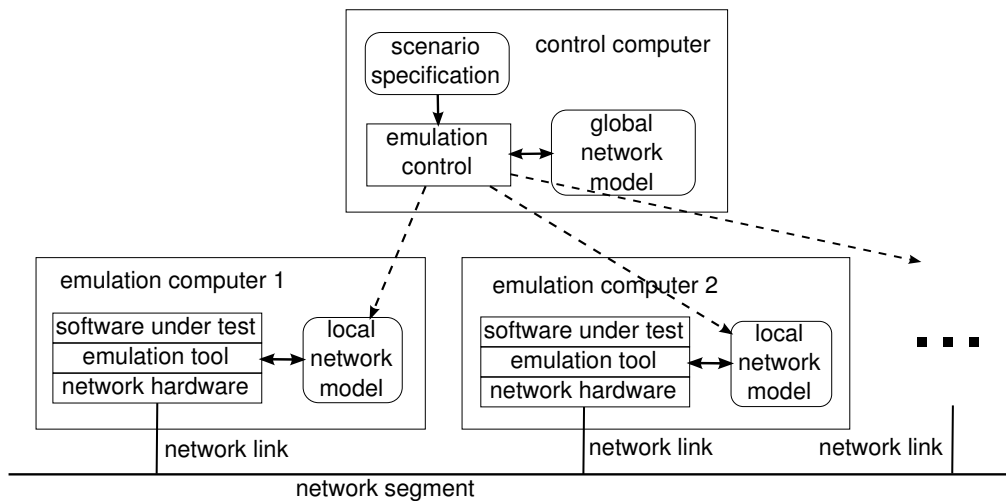 scenario
specification
control computer
emulation
control
global
network
model
emulation computer 1
software under test
emulation tool
network hardware
local
network
model
emulation computer 2
software under test
emulation tool
network hardware
local
network
model
network link
network link
network link
network segment